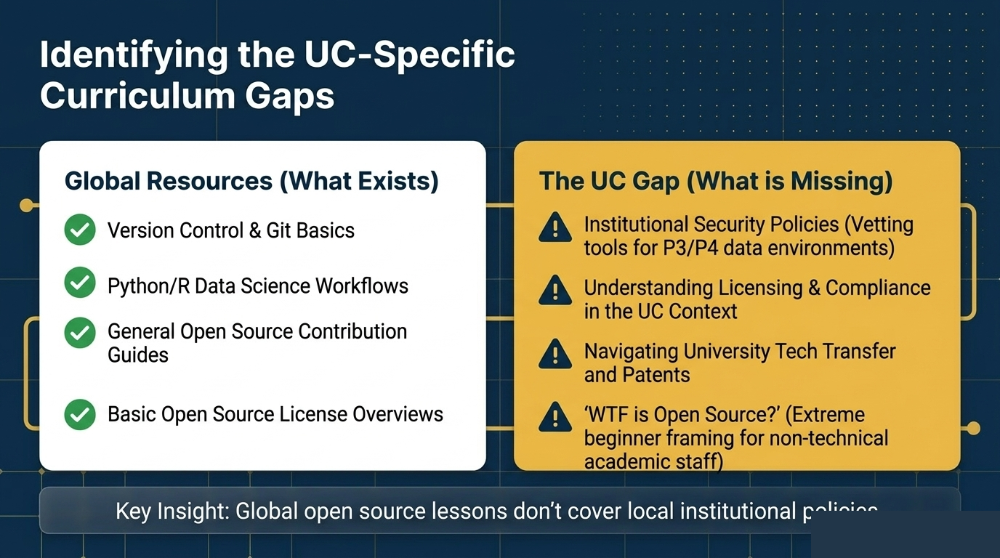 Identifying the UC-Specific
Curriculum Gaps
Global Resources (What Exists)
Version Control & Git Basics
Python/R Data Science Workflows
General Open Source Contribution
Guides
Basic Open Source License Overviews
The UC Gap (What is Missing)
Institutional Security Policies (Vetting
tools for P3/P4 data environments)
Understanding Licensing & Compliance
in the UC Context
Navigating University Tech Transfer
and Patents
‘WTF is Open Source?’ (Extreme
beginner framing for non-technical
academic staff)
Key Insight: Global open source lessons don’t cover local institutional policies